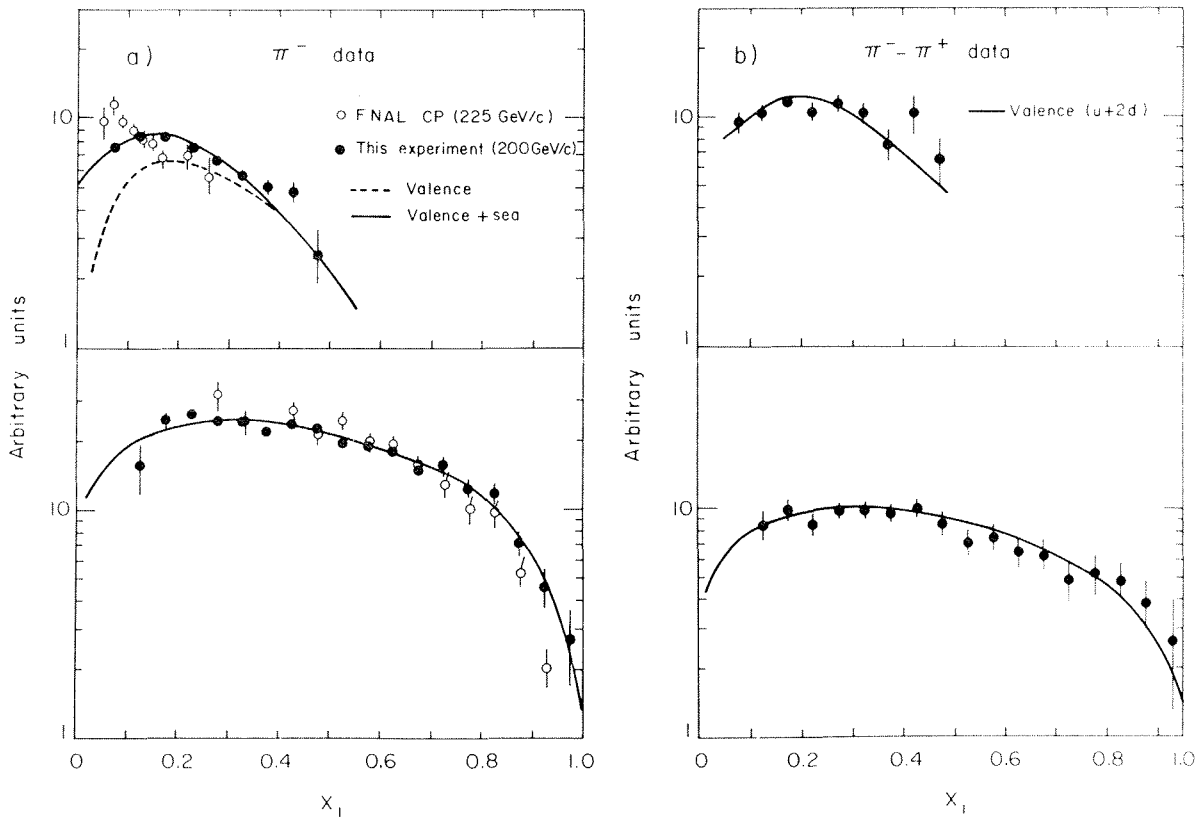 a) π⁻ data
○ FNAL CP (225 GeV/c)
● This experiment (200GeV/c)
Valence
Valence + sea
10
1
10
1
Arbitrary units
0 0.2 0.4 0.6 0.8 1.0
X₁
b) π⁻ - π⁺ data
Valence (u+2d)
10
1
10
1
Arbitrary units
0 0.2 0.4 0.6 0.8 1.0
X₁